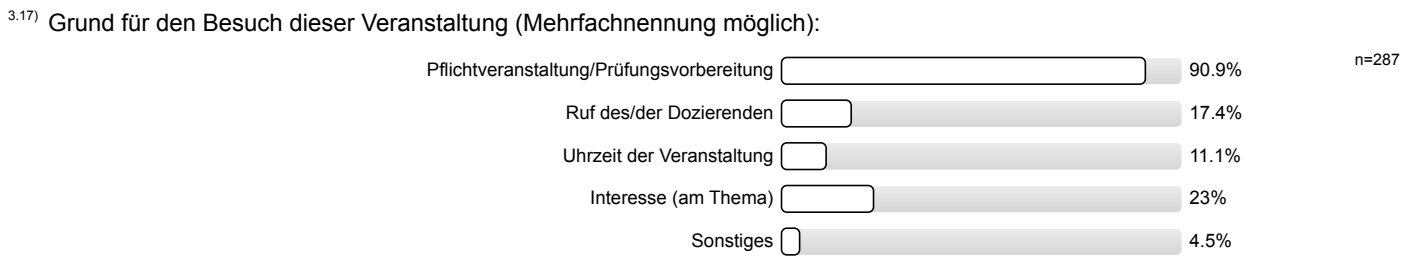 3.17) Grund für den Besuch dieser Veranstaltung (Mehrfachnennung möglich):
n=287
Pflichtveranstaltung/Prüfungsvorbereitung 90.9%
Ruf des/der Dozierenden 17.4%
Uhrzeit der Veranstaltung 11.1%
Interesse (am Thema) 23%
Sonstiges 4.5%